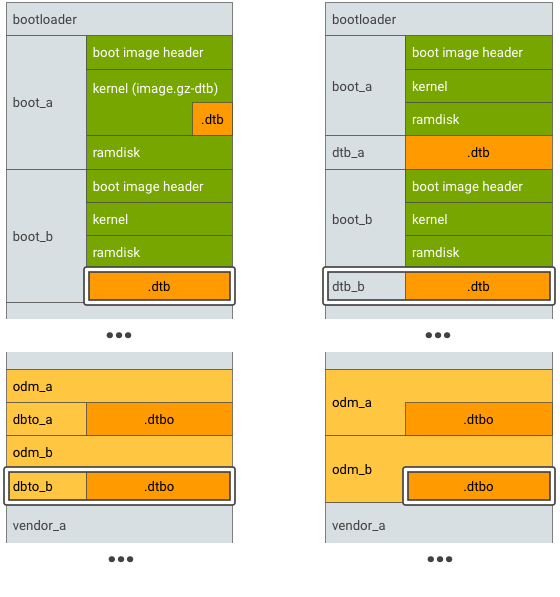 bootloader
boot_a
boot image header
kernel (image.gz-dtb)
.dtb
ramdisk
boot_b
boot image header
kernel
ramdisk
.dtb
odm_a
dbto_a
.dtbo
odm_b
dbto_b
.dtbo
vendor_a
bootloader
boot_a
boot image header
kernel
ramdisk
dtb_a
.dtb
boot_b
boot image header
kernel
ramdisk
dtb_b
.dtb
odm_a
.dtbo
odm_b
.dtbo
vendor_a